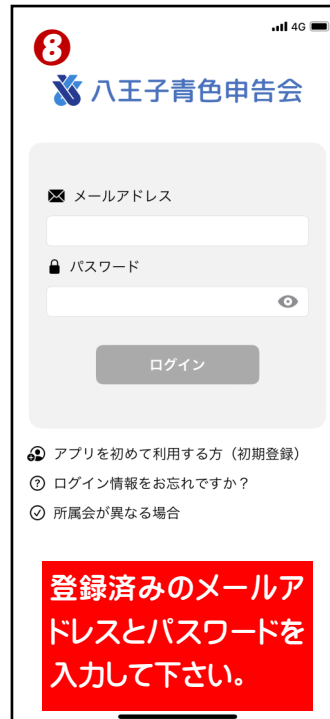 4G
8
八王子青色申告会
メールアドレス
パスワード
ログイン
アプリを初めて利用する方（初期登録）
ログイン情報をお忘れですか？
所属会が異なる場合
登録済みのメールア
ドレスとパスワードを
入力して下さい。